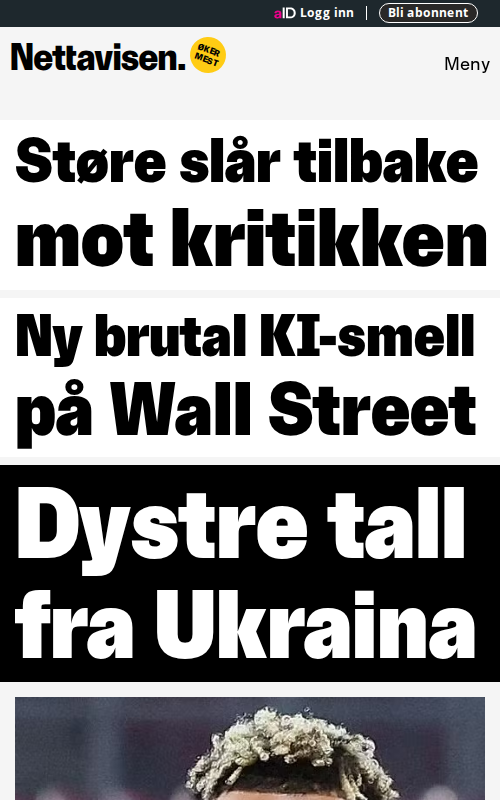 aID Logg inn
Bli abonnent
Nettavisen.
ØKER
MEST
Meny
Støre slår tilbake
mot kritikken
Ny brutal KI-smell
på Wall Street
Dystre tall
fra Ukraina